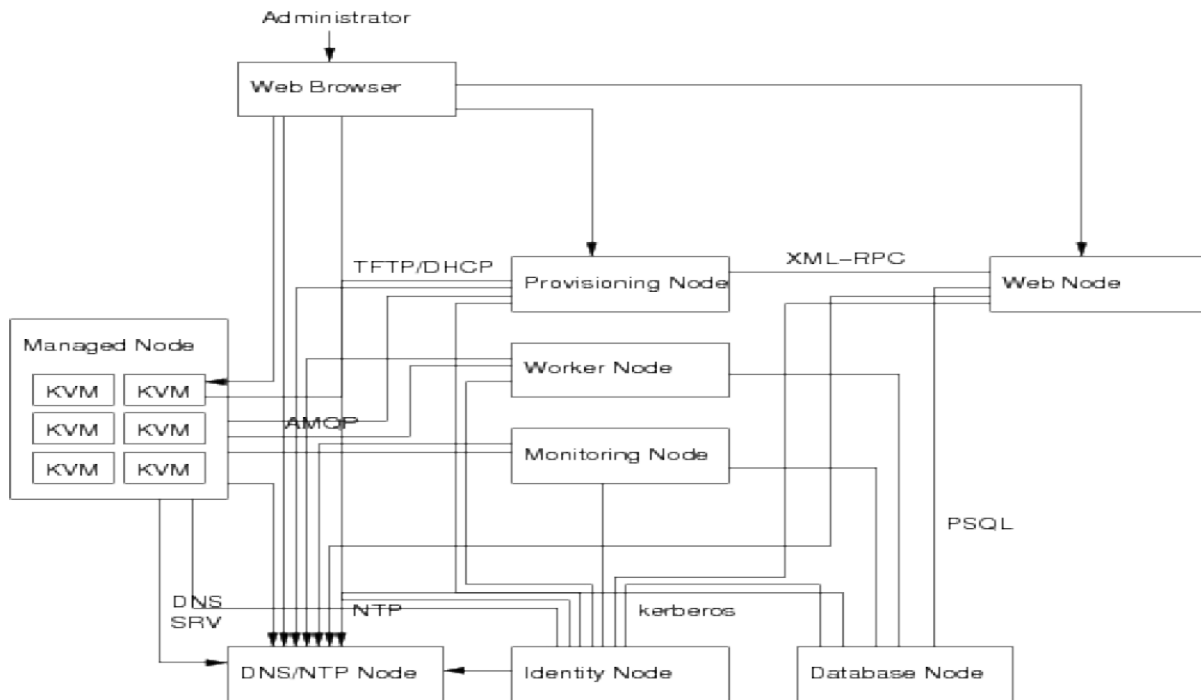 Administrator
Web Browser
TFTP/DHCP
XML-RPC
Provisioning Node
Web Node
Managed Node
KVM KVM
KVM KVM
KVM KVM
Worker Node
AMQP
Monitoring Node
PSQL
DNS
SRV
NTP
kerberos
DNS/NTP Node
Identity Node
Database Node